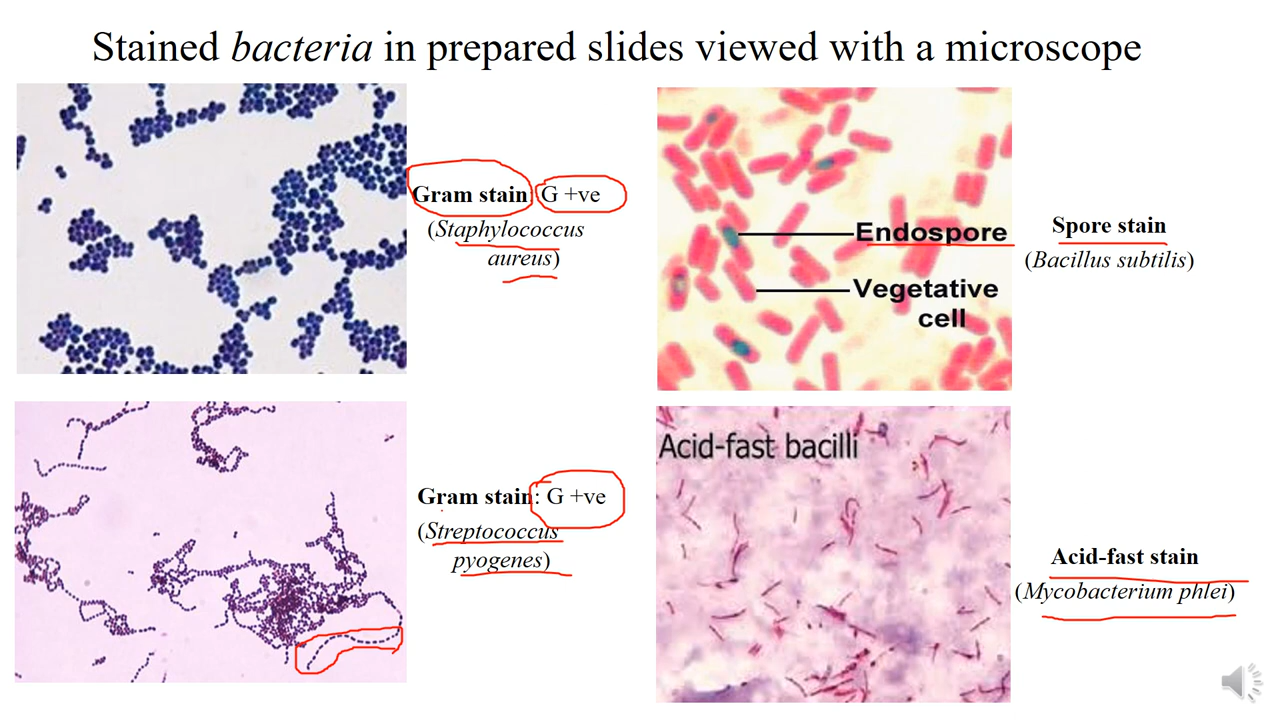 Stained bacteria in prepared slides viewed with a microscope
Gram stain: G +ve
(Staphylococcus
aureus)
Endospore
Vegetative
cell
Spore stain
(Bacillus subtilis)
Gram stain: G +ve
(Streptococcus
pyogenes)
Acid-fast bacilli
Acid-fast stain
(Mycobacterium phlei)